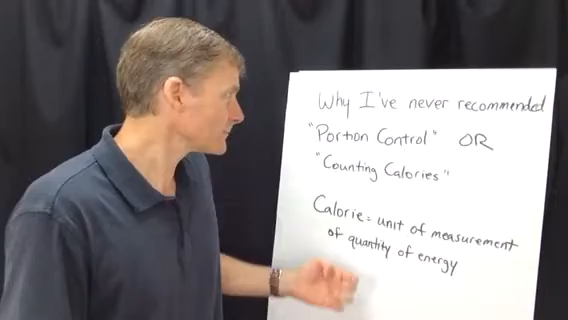 Why I've never recommended
"Portion Control" OR
"Counting Calories"
Calorie = unit of measurement
of quantity of energy